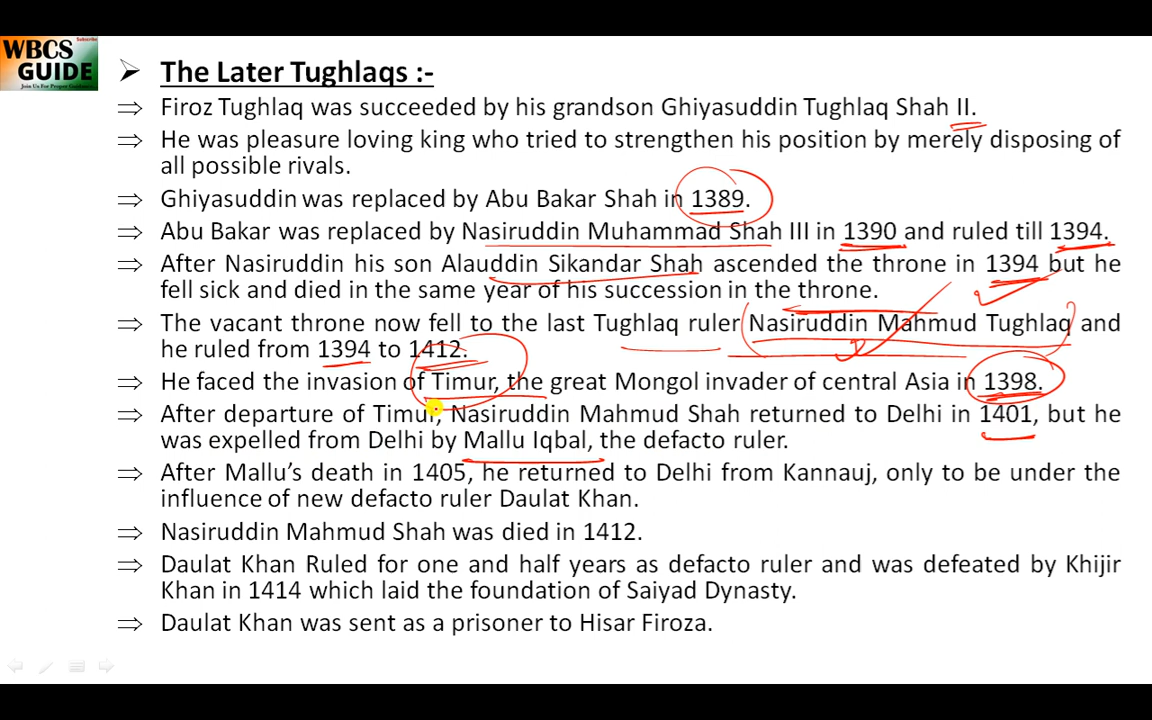 Subscribe
WBCS
GUIDE
Join Us For Proper Guidance
The Later Tughlaqs :-
⇒ Firoz Tughlaq was succeeded by his grandson Ghiyasuddin Tughlaq Shah II.
⇒ He was pleasure loving king who tried to strengthen his position by merely disposing of
all possible rivals.
⇒ Ghiyasuddin was replaced by Abu Bakar Shah in 1389.
⇒ Abu Bakar was replaced by Nasiruddin Muhammad Shah III in 1390 and ruled till 1394.
⇒ After Nasiruddin his son Alauddin Sikandar Shah ascended the throne in 1394 but he
fell sick and died in the same year of his succession in the throne.
⇒ The vacant throne now fell to the last Tughlaq ruler Nasiruddin Mahmud Tughlaq and
he ruled from 1394 to 1412.
⇒ He faced the invasion of Timur, the great Mongol invader of central Asia in 1398.
⇒ After departure of Timur, Nasiruddin Mahmud Shah returned to Delhi in 1401, but he
was expelled from Delhi by Mallu Iqbal, the defacto ruler.
⇒ After Mallu's death in 1405, he returned to Delhi from Kannauj, only to be under the
influence of new defacto ruler Daulat Khan.
⇒ Nasiruddin Mahmud Shah was died in 1412.
⇒ Daulat Khan Ruled for one and half years as defacto ruler and was defeated by Khijir
Khan in 1414 which laid the foundation of Saiyad Dynasty.
⇒ Daulat Khan was sent as a prisoner to Hisar Firoza.